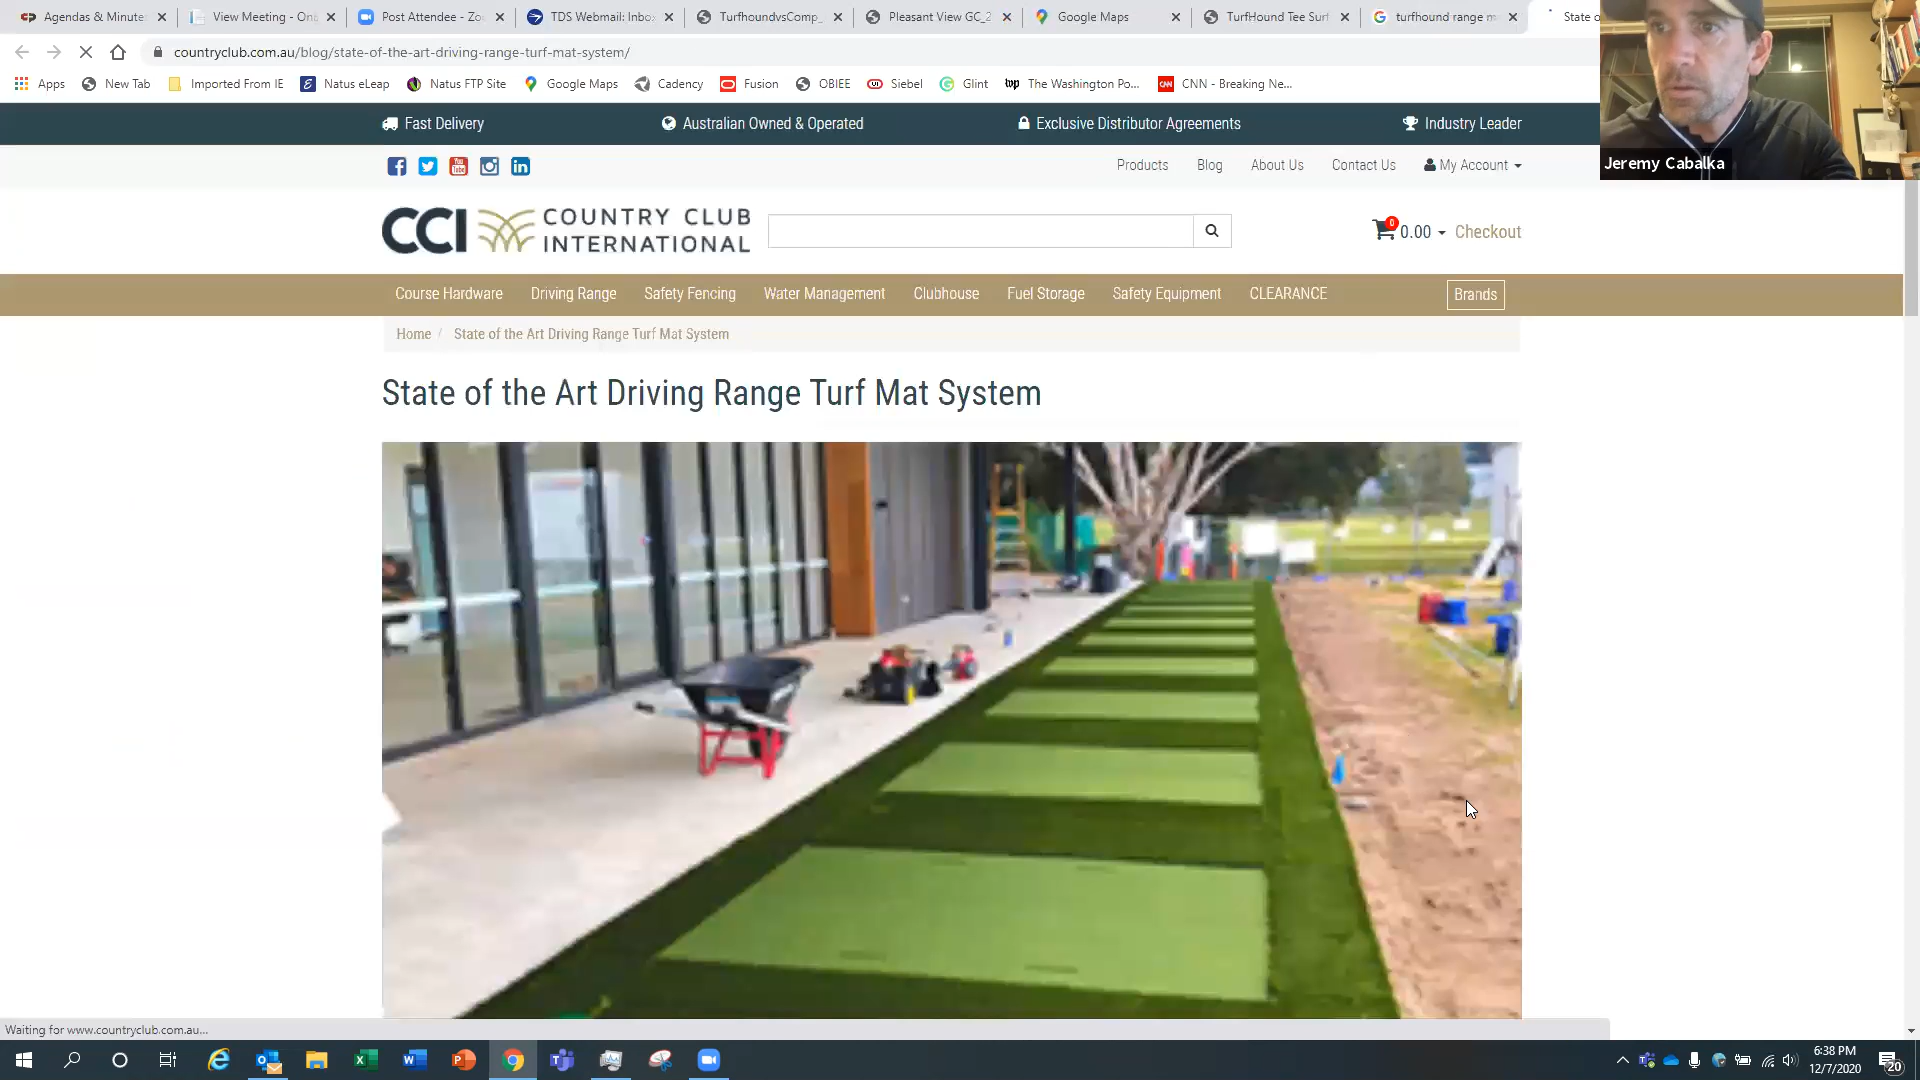 Agendas & Minute
View Meeting - Onl
Post Attendee - Zo
TDS Webmail: Inbo
TurfhoundvsComp_
Pleasant View GC_2
Google Maps
TurfHound Tee Surf
turfhound range m
State o
countryclub.com.au/blog/state-of-the-art-driving-range-turf-mat-system/
Apps
New Tab
Imported From IE
Natus eLeap
Natus FTP Site
Google Maps
Cadency
Fusion
OBIEE
Siebel
Glint
The Washington Po...
CNN - Breaking Ne...
Fast Delivery
Australian Owned & Operated
Exclusive Distributor Agreements
Industry Leader
Jeremy Cabalka
Products
Blog
About Us
Contact Us
My Account
CCI COUNTRY CLUB
INTERNATIONAL
0
0.00
Checkout
Course Hardware
Driving Range
Safety Fencing
Water Management
Clubhouse
Fuel Storage
Safety Equipment
CLEARANCE
Brands
Home / State of the Art Driving Range Turf Mat System
State of the Art Driving Range Turf Mat System
Waiting for www.countryclub.com.au...
6:38 PM
12/7/2020
20